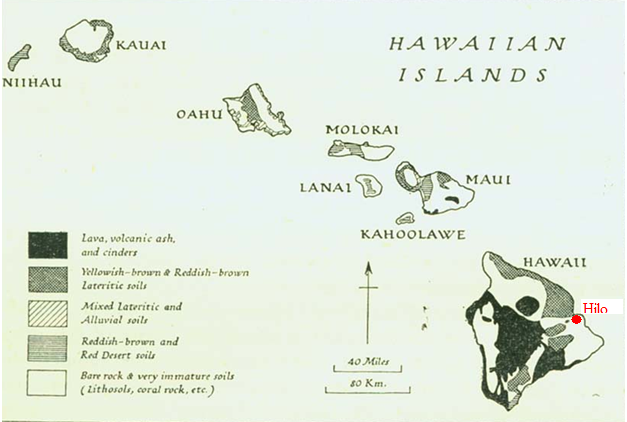 HAWAIIAN
ISLANDS
KAUAI
NIIHAU
OAHU
MOLOKAI
LANAI
MAUI
KAHOOLAWE
HAWAII
Hilo
Lava, volcanic ash,
and cinders
Yellowish-brown & Reddish-brown
Lateritic soils
Mixed Lateritic and
Alluvial soils
Reddish-brown and
Red Desert soils
Bare rock & very immature soils
(Lithosols, coral rock, etc.)
40 Miles
80 Km.